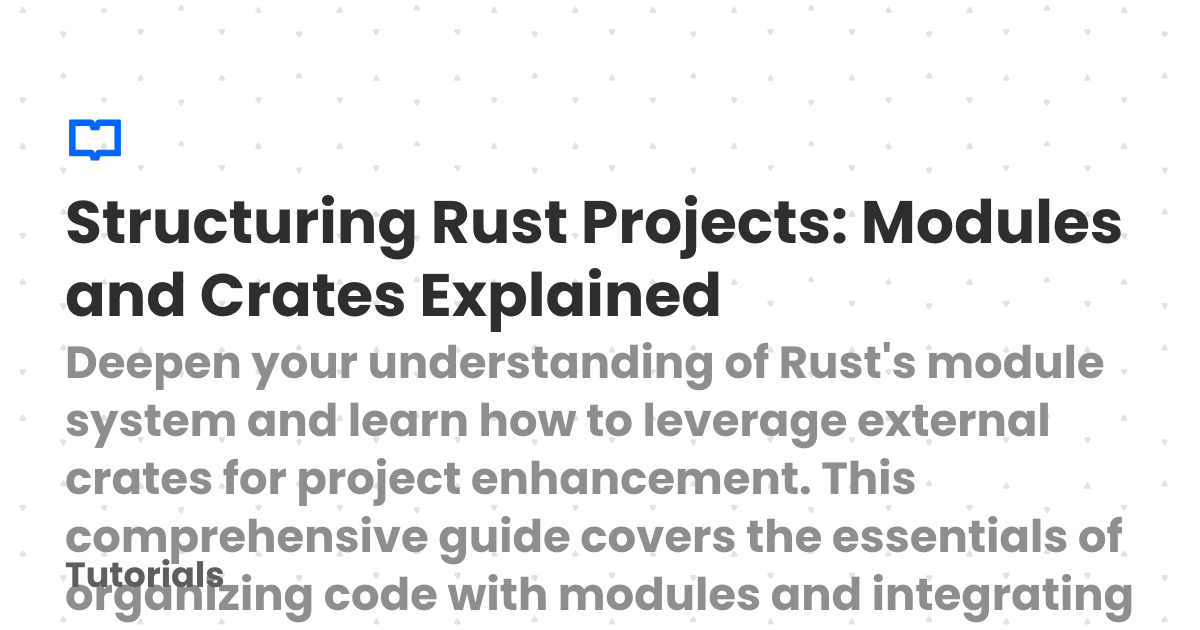 Structuring Rust Projects: Modules
and Crates Explained
Deepen your understanding of Rust's module
system and learn how to leverage external
crates for project enhancement. This
comprehensive guide covers the essentials of
Tutorials
organizing code with modules and integrating